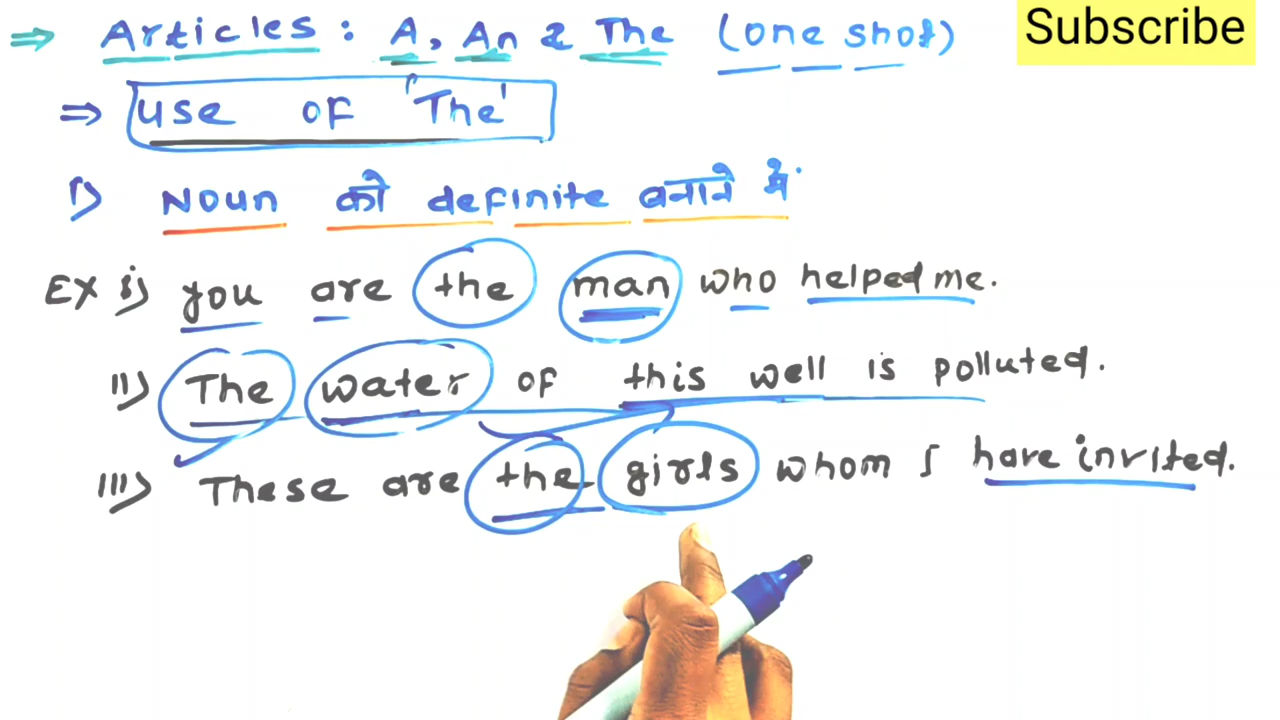 ⇒ Articles : A, An & The (one shot)
Subscribe
⇒ use of 'The'
1) Noun को definite बनाने में
Ex i) you are the man who helped me.
ii) The water of this well is polluted.
iii) These are the girls whom I have invited.